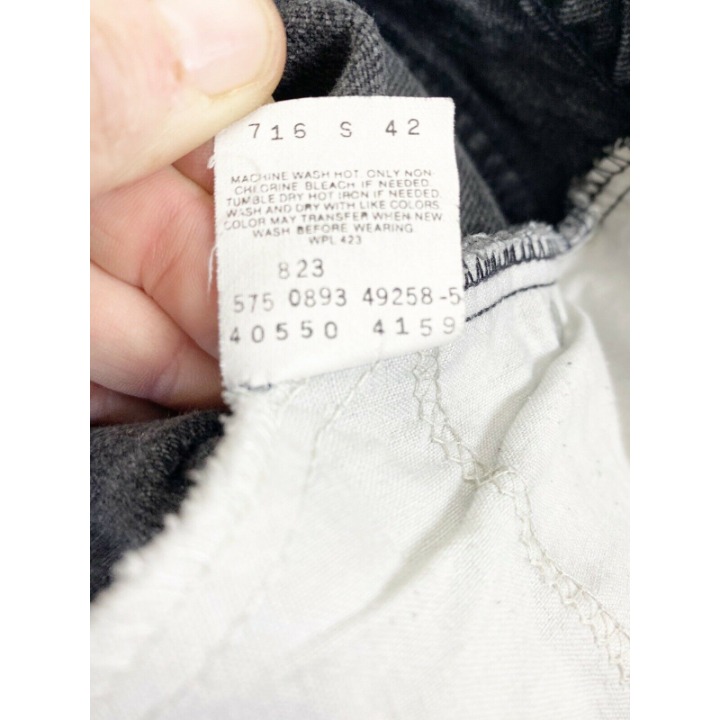 716 S 42
MACHINE WASH HOT ONLY NON-
CHLORINE BLEACH IF NEEDED.
TUMBLE DRY HOT IRON IF NEEDED.
WASH AND DRY WITH LIKE COLORS.
COLOR MAY TRANSFER WHEN NEW
WASH BEFORE WEARING
WPL 423
823
575 0893 49258-5
40550 4159